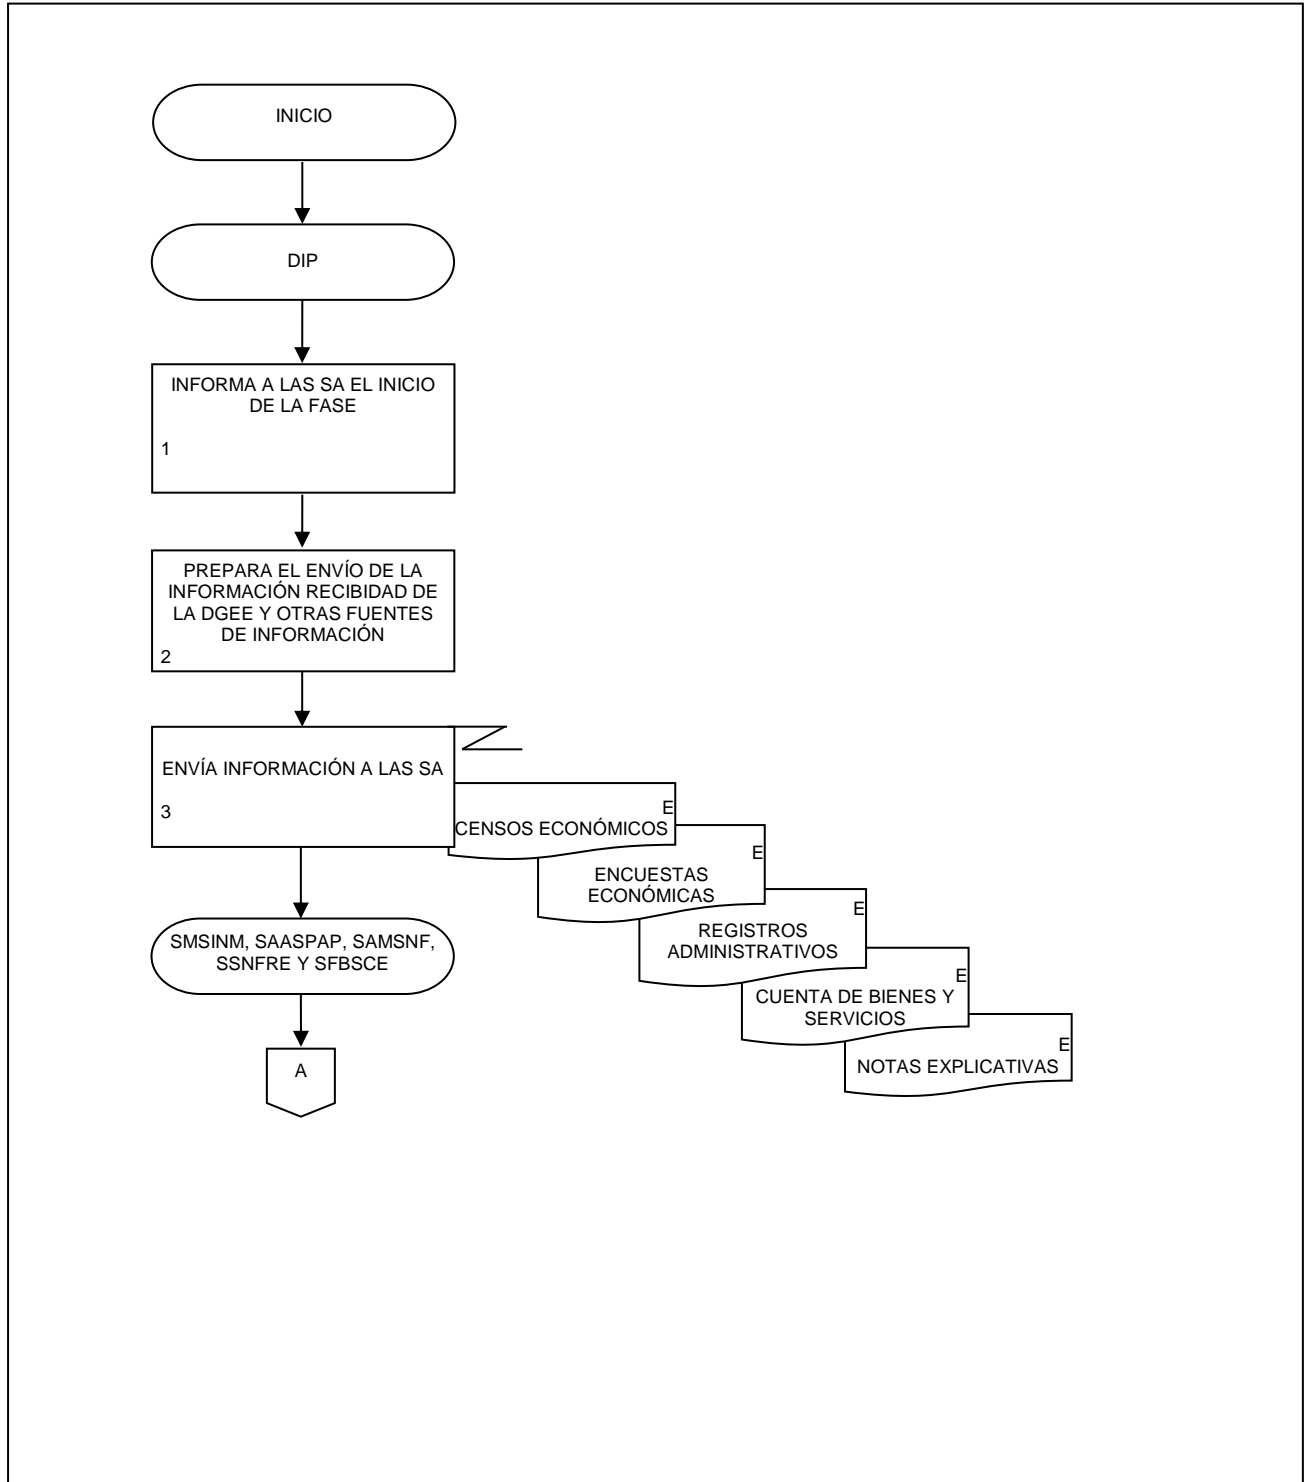 INICIO
DIP
INFORMA A LAS SA EL INICIO
DE LA FASE
1
PREPARA EL ENVÍO DE LA
INFORMACIÓN RECIBIDAD DE
LA DGEE Y OTRAS FUENTES
DE INFORMACIÓN
2
ENVÍA INFORMACIÓN A LAS SA
3
E
CENSOS ECONÓMICOS
E
ENCUESTAS
ECONÓMICAS
E
REGISTROS
ADMINISTRATIVOS
E
CUENTA DE BIENES Y
SERVICIOS
E
NOTAS EXPLICATIVAS
SMSINM, SAASPAP, SAMSNF,
SSNFRE Y SFBSCE
A